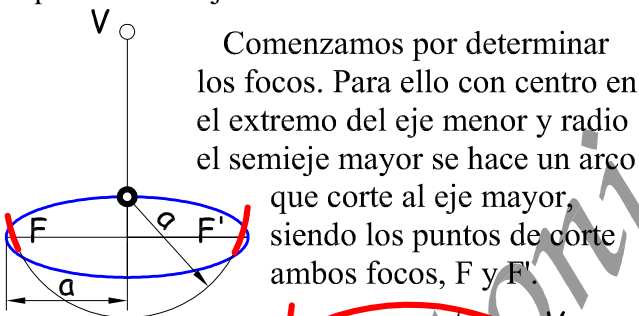 V
Comenzamos por determinar
los focos. Para ello con centro en
el extremo del eje menor y radio
el semieje mayor se hace un arco
que corte al eje mayor,
siendo los puntos de corte
ambos focos, F y F'.
F
a
F'
a